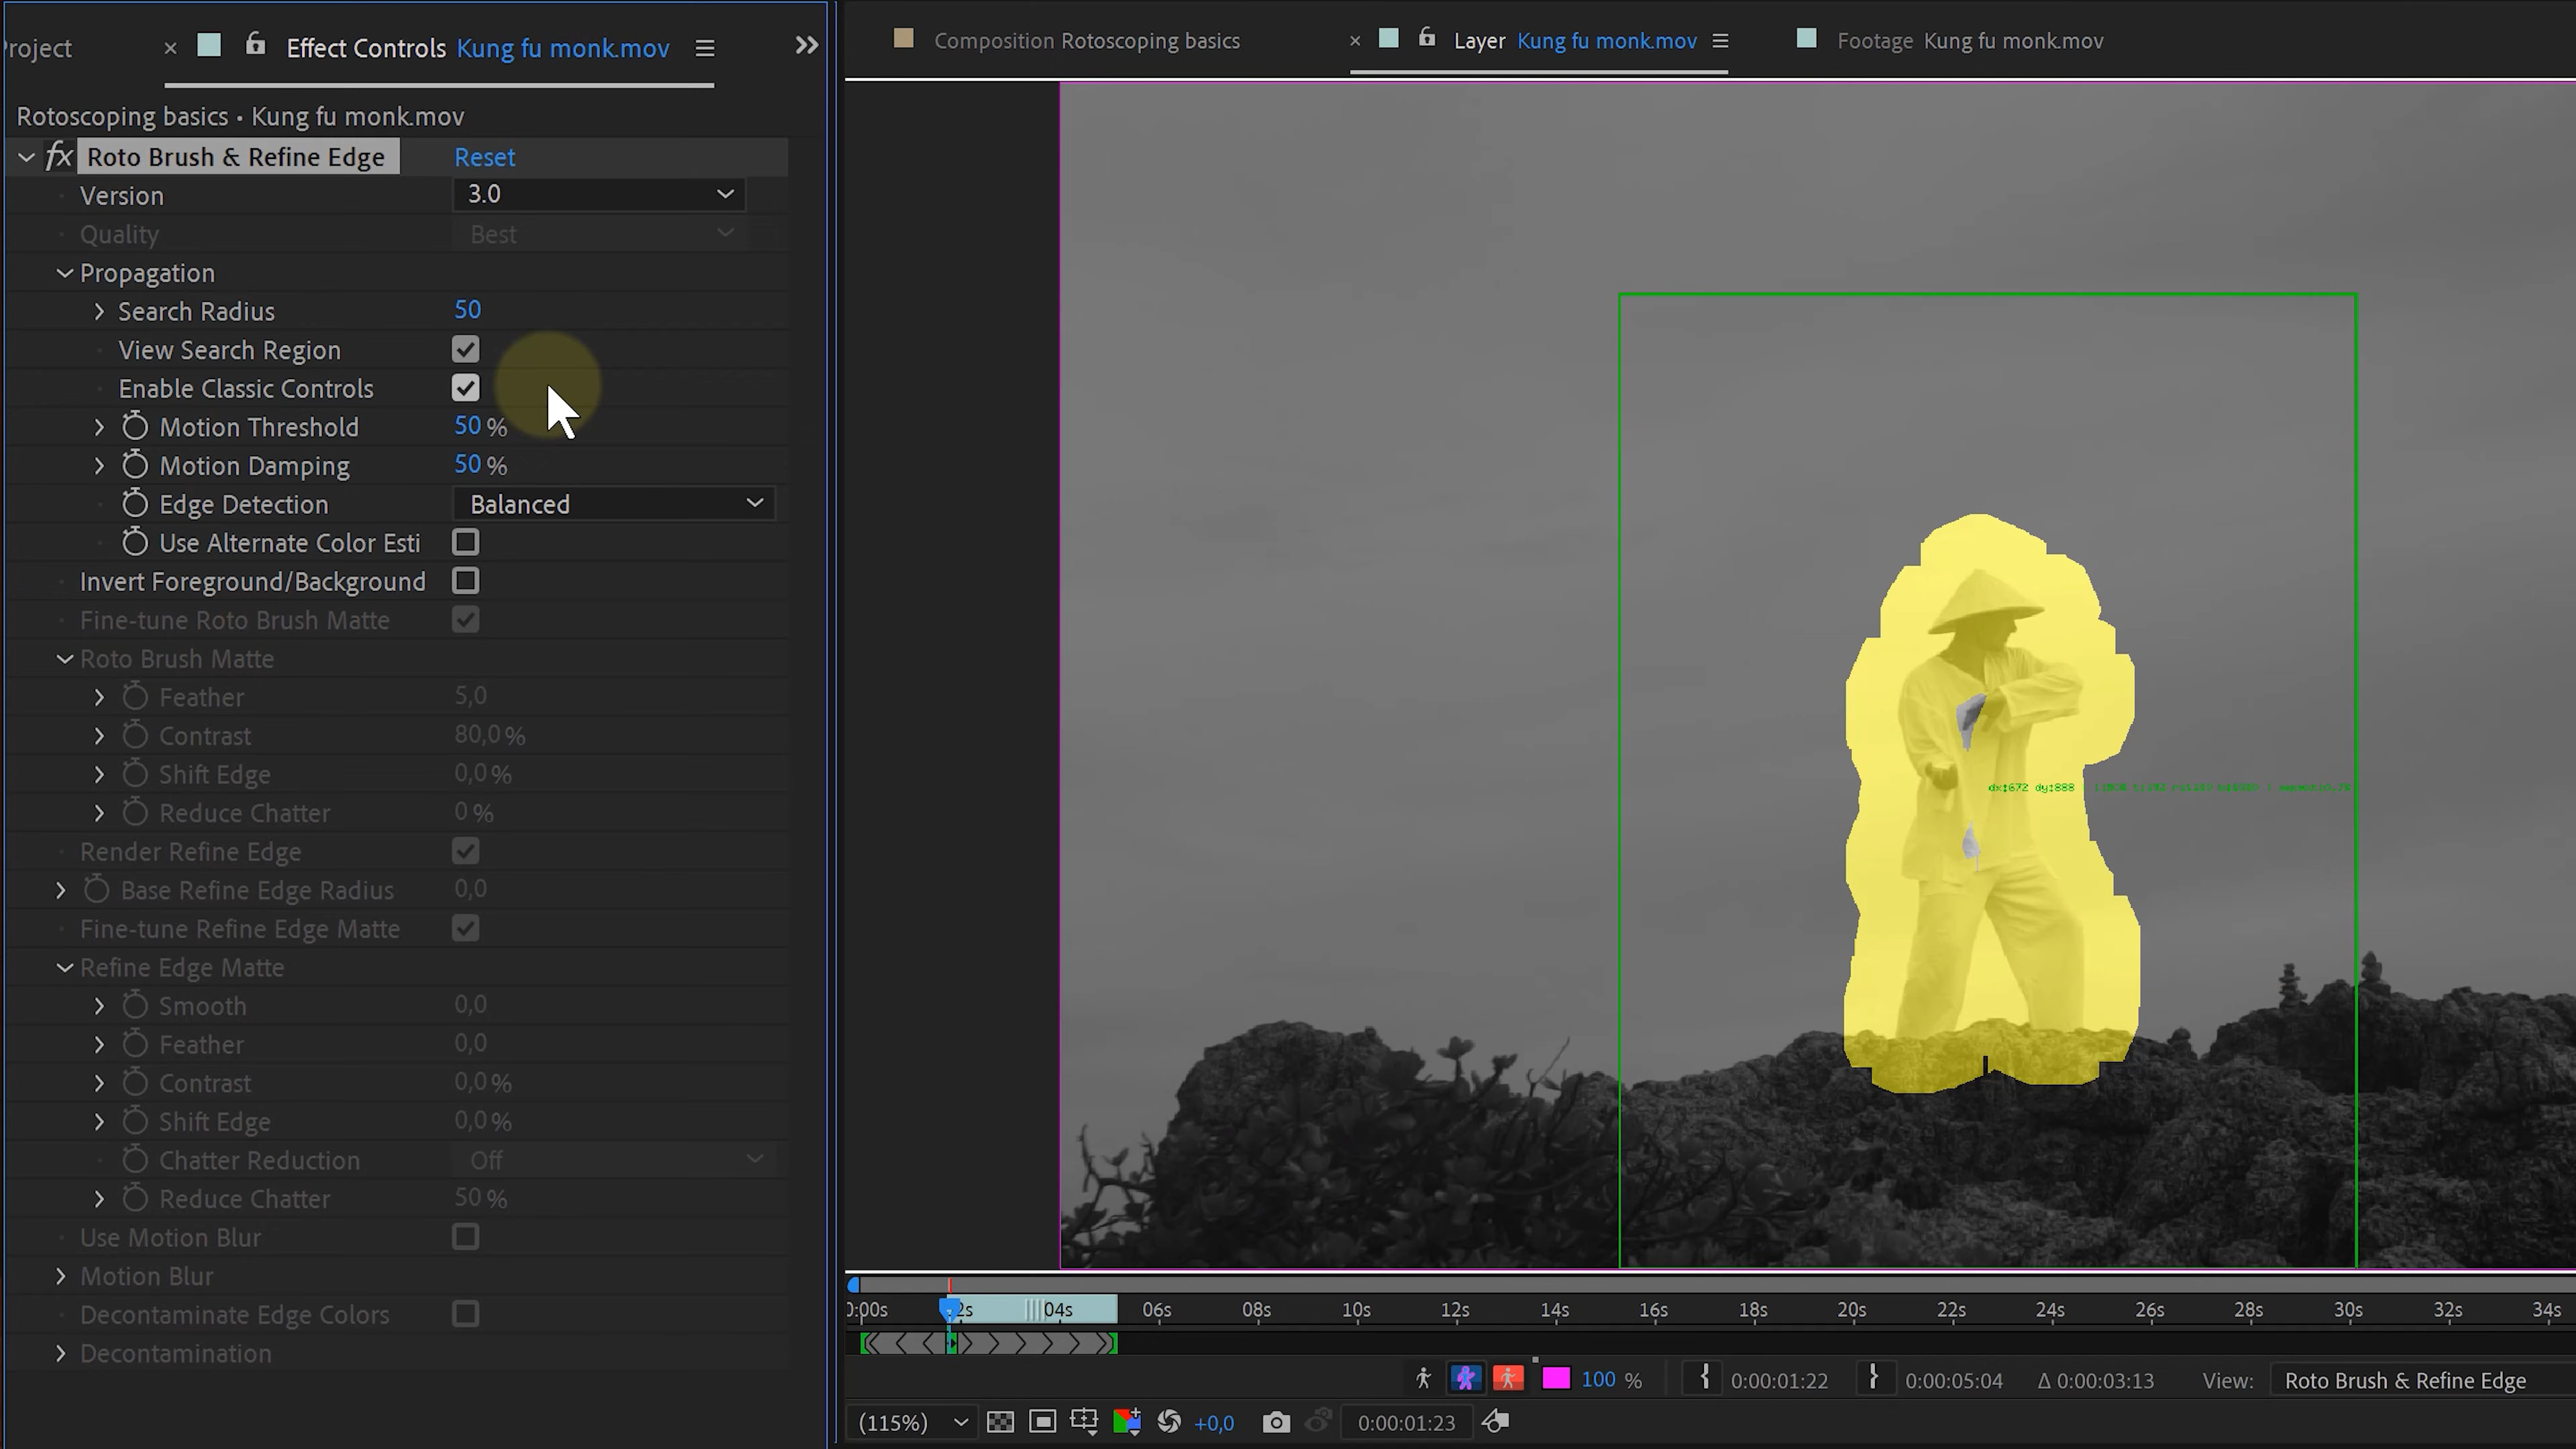 roject
× Effect Controls Kung fu monk.mov
Rotoscoping basics • Kung fu monk.mov
fx Roto Brush & Refine Edge Reset
Version 3.0
Quality Best
Propagation
Search Radius 50
View Search Region
Enable Classic Controls
Motion Threshold 50 %
Motion Damping 50 %
Edge Detection Balanced
Use Alternate Color Esti
Invert Foreground/Background
Fine-tune Roto Brush Matte
Roto Brush Matte
Feather 5,0
Contrast 80,0 %
Shift Edge 0,0 %
Reduce Chatter 0 %
Render Refine Edge
Base Refine Edge Radius 0,0
Fine-tune Refine Edge Matte
Refine Edge Matte
Smooth 0,0
Feather 0,0
Contrast 0,0 %
Shift Edge 0,0 %
Chatter Reduction Off
Reduce Chatter 50 %
Use Motion Blur
Motion Blur
Decontaminate Edge Colors
Decontamination
Composition Rotoscoping basics × Layer Kung fu monk.mov Footage Kung fu monk.mov
dx:672 dy:888
0:00s 2s 04s 06s 08s 10s 12s 14s 16s 18s 20s 22s 24s 26s 28s 30s 32s 34s
100 % 0:00:01:22 0:00:05:04 Δ 0:00:03:13 View: Roto Brush & Refine Edge
(115%) +0,0 0:00:01:23